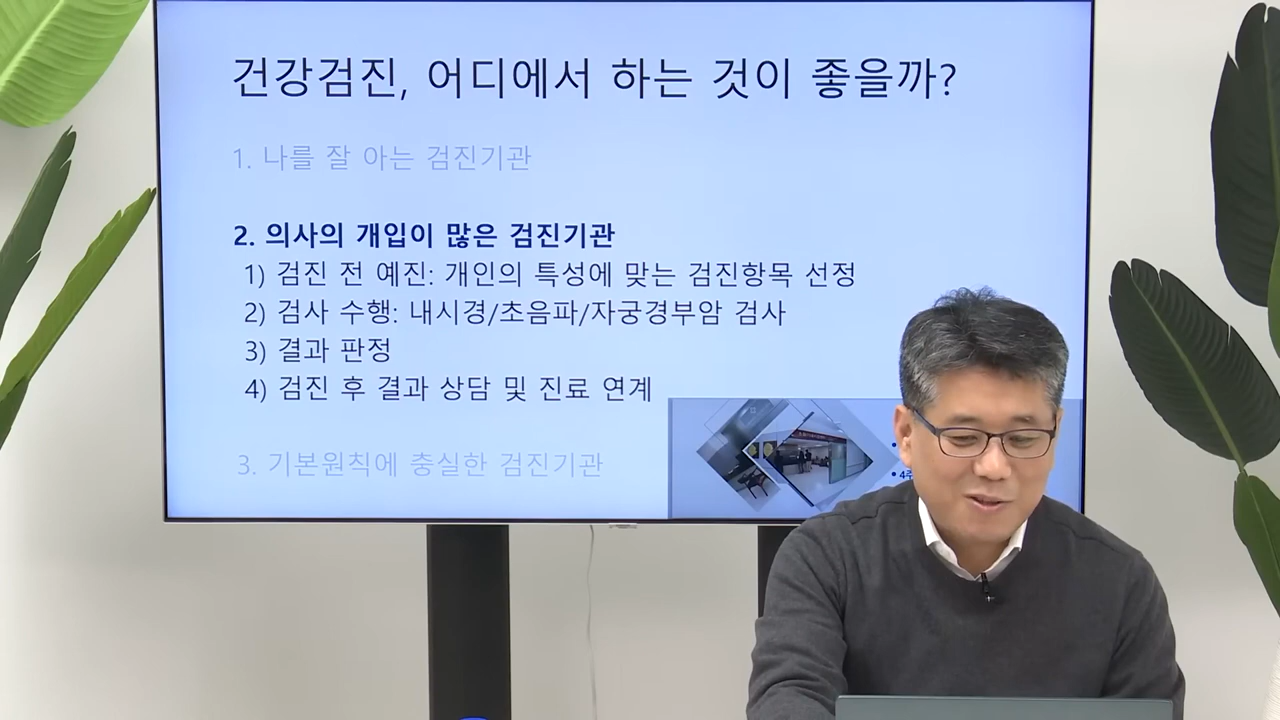 건강검진, 어디에서 하는 것이 좋을까?
1. 나를 잘 아는 검진기관
2. 의사의 개입이 많은 검진기관
1) 검진 전 예진: 개인의 특성에 맞는 검진항목 선정
2) 검사 수행: 내시경/초음파/자궁경부암 검사
3) 결과 판정
4) 검진 후 결과 상담 및 진료 연계
3. 기본원칙에 충실한 검진기관